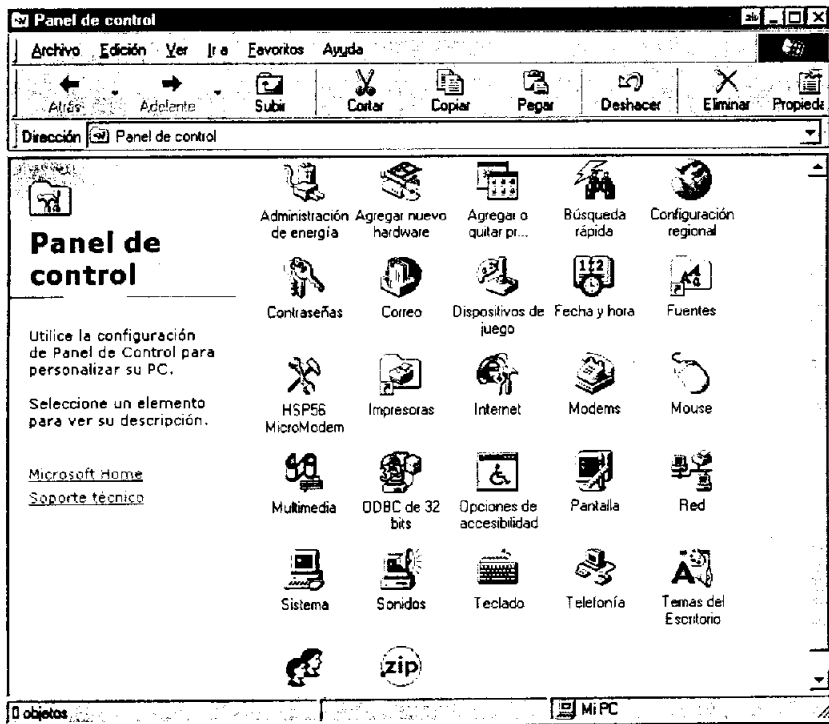 Panel de control
Archivo Edición Ver Ir a Favoritos Ayuda
Atrás Adelante Subir Cortar Copiar Pegar Deshacer Eliminar Propieda
Dirección Panel de control
Panel de
control
Utilice la configuración
de Panel de Control para
personalizar su PC.
Seleccione un elemento
para ver su descripción.
Microsoft Home
Soporte técnico
Administración de energía
Agregar nuevo hardware
Agregar o quitar pr...
Búsqueda rápida
Configuración regional
Contraseñas
Correo
Dispositivos de juego
Fecha y hora
Fuentes
HSP56 MicroModem
Impresoras
Internet
Modems
Mouse
Multimedia
ODBC de 32 bits
Opciones de accesibilidad
Pantalla
Red
Sistema
Sonidos
Teclado
Telefonía
Temas del Escritorio
zip
0 objetos Mi PC